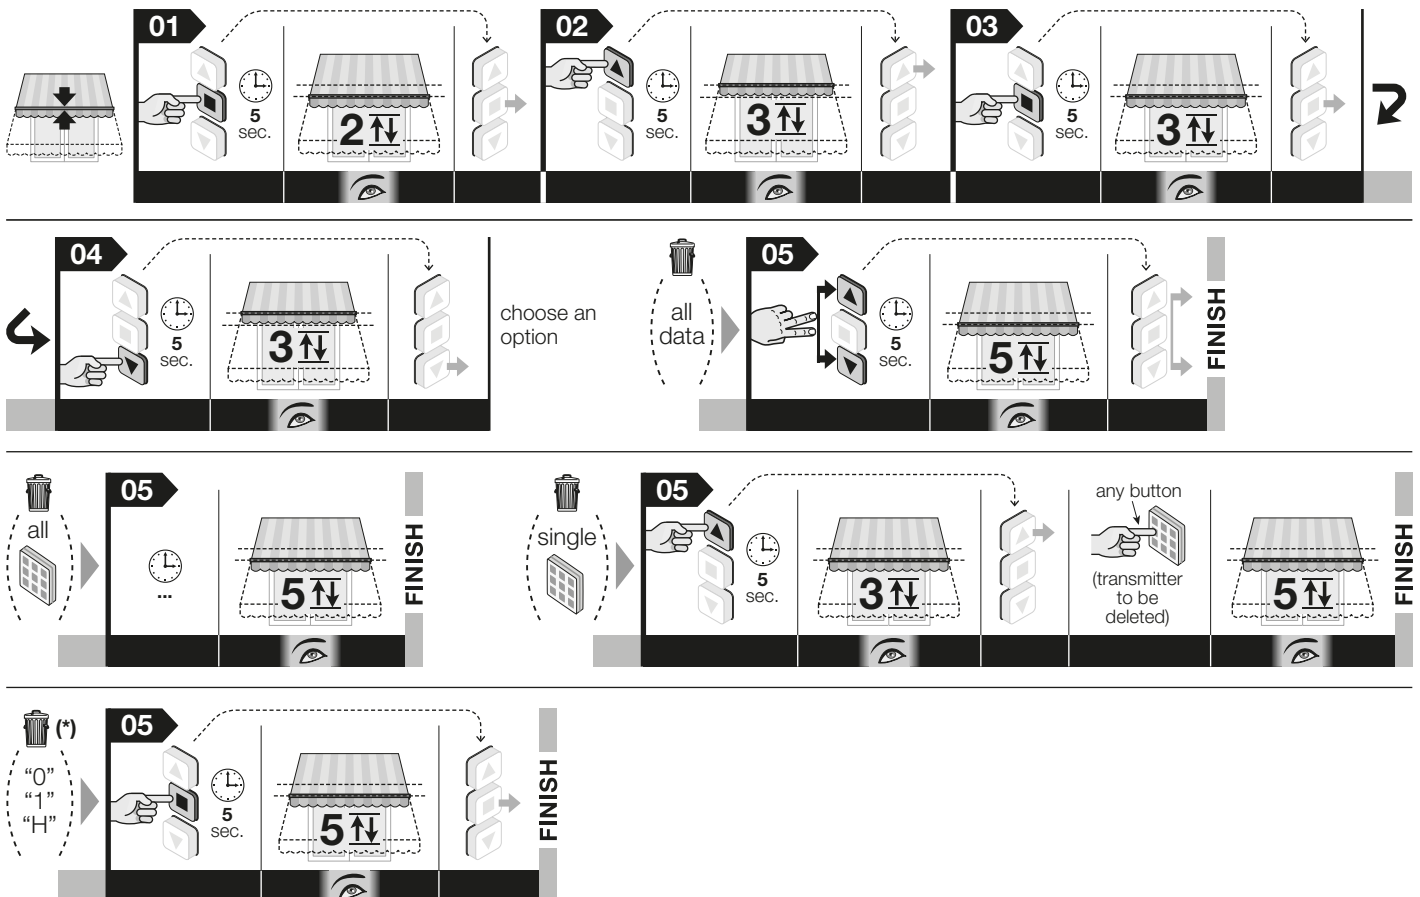 01
5
sec.
2
02
5
sec.
3
03
5
sec.
3
04
5
sec.
3
choose an
option
all
data
05
5
sec.
5
FINISH
all
05
...
5
FINISH
single
05
5
sec.
3
any button
(transmitter
to be
deleted)
5
FINISH
(*)
“0”
“1”
“H”
05
5
sec.
5
FINISH